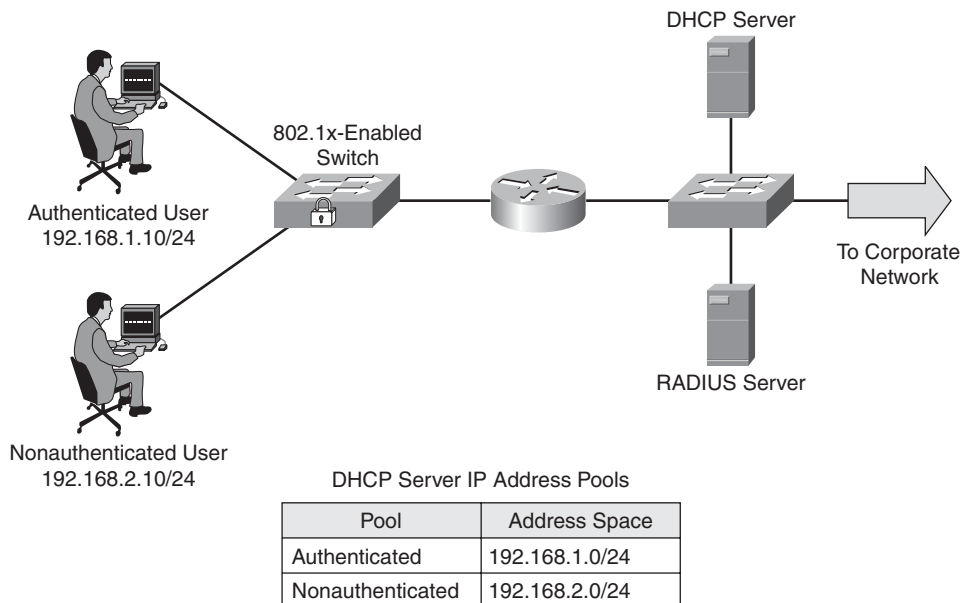 DHCP Server
802.1x-Enabled
Switch
Authenticated User
192.168.1.10/24
To Corporate
Network
RADIUS Server
Nonauthenticated User
192.168.2.10/24
DHCP Server IP Address Pools
Pool Address Space
Authenticated 192.168.1.0/24
Nonauthenticated 192.168.2.0/24